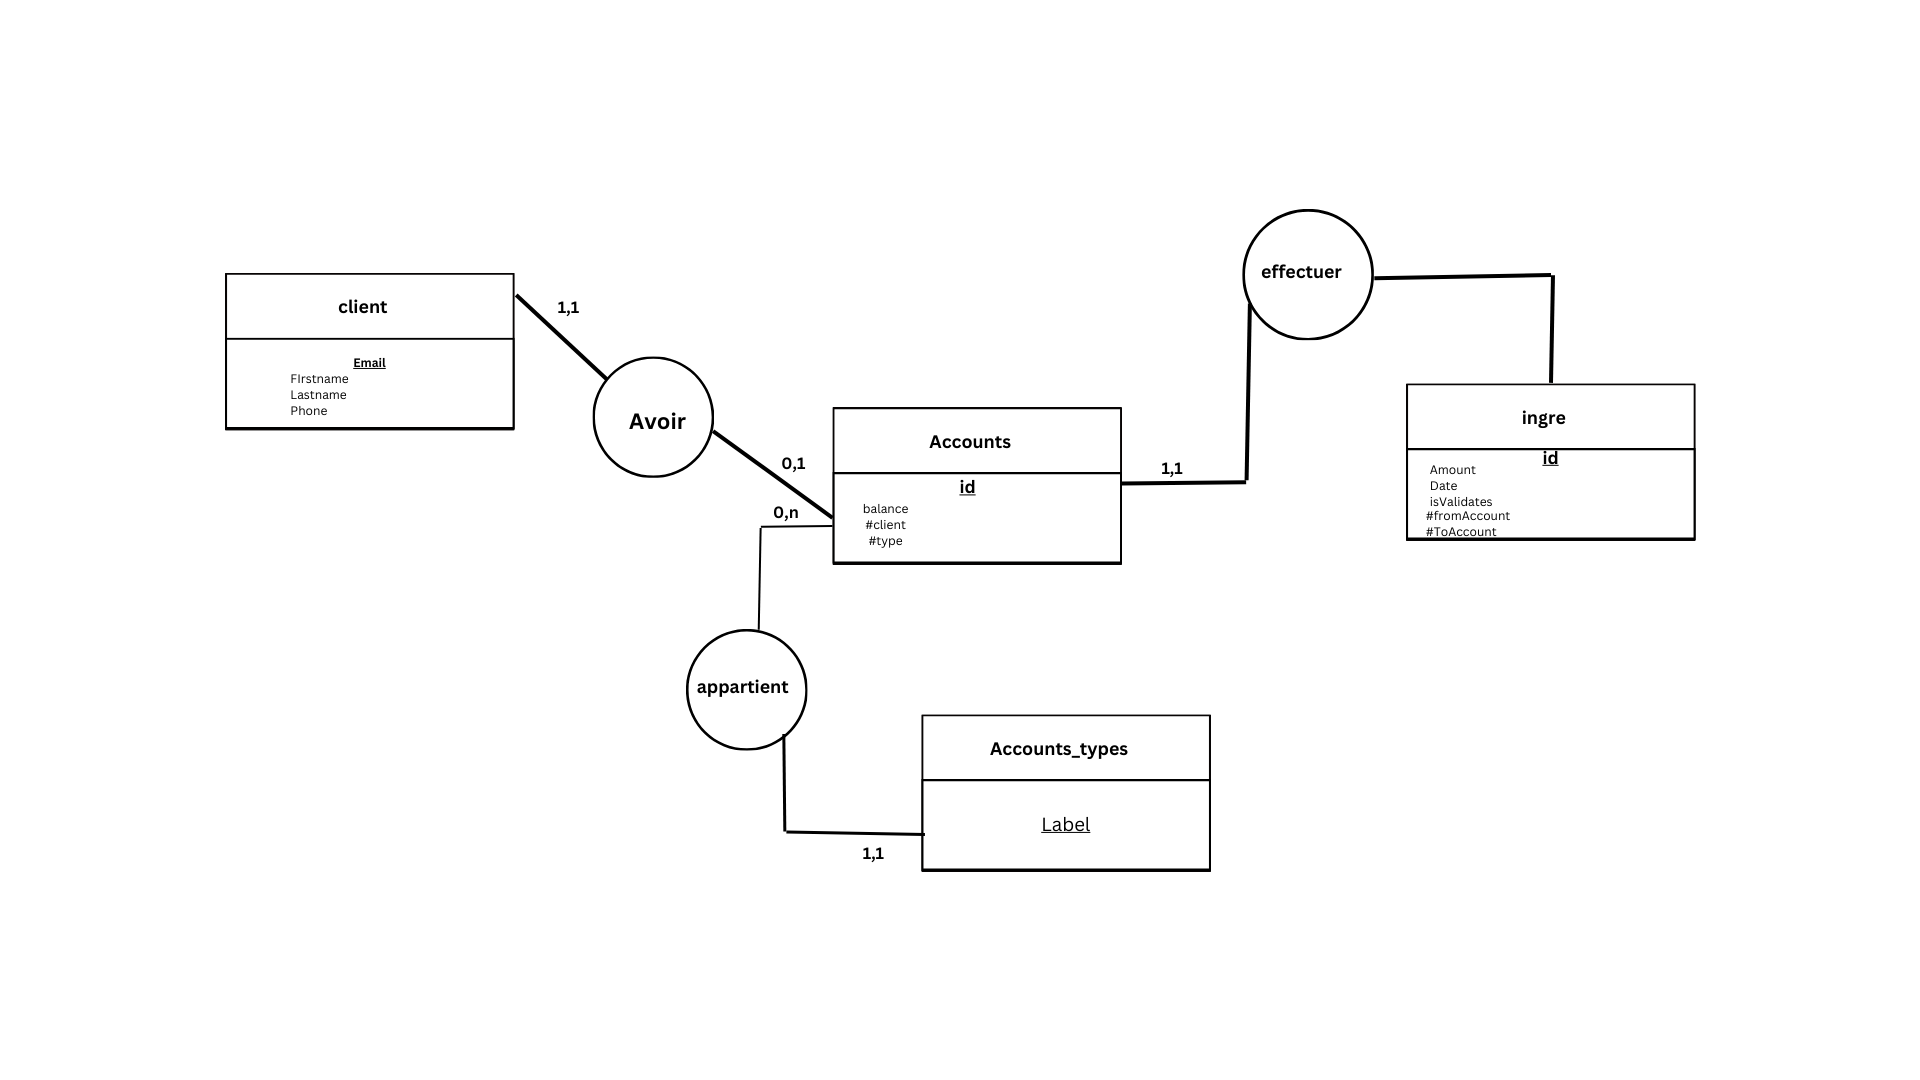 client
Email
FIrstname
Lastname
Phone
1,1
Avoir
0,1
0,n
Accounts
id
balance
#client
#type
1,1
effectuer
ingre
id
Amount
Date
isValidates
#fromAccount
#ToAccount
appartient
1,1
Accounts_types
Label